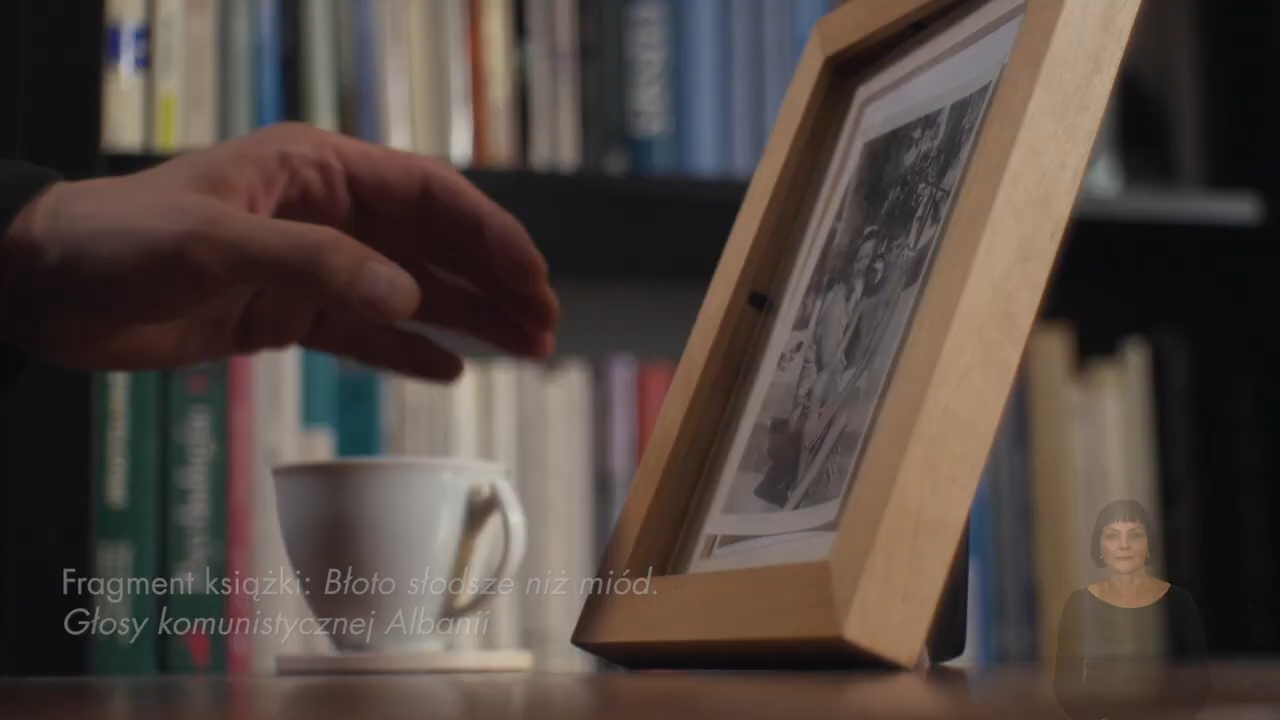 Fragment książki: Błoto słodsze niż miód.
Głosy komunistycznej Albanii